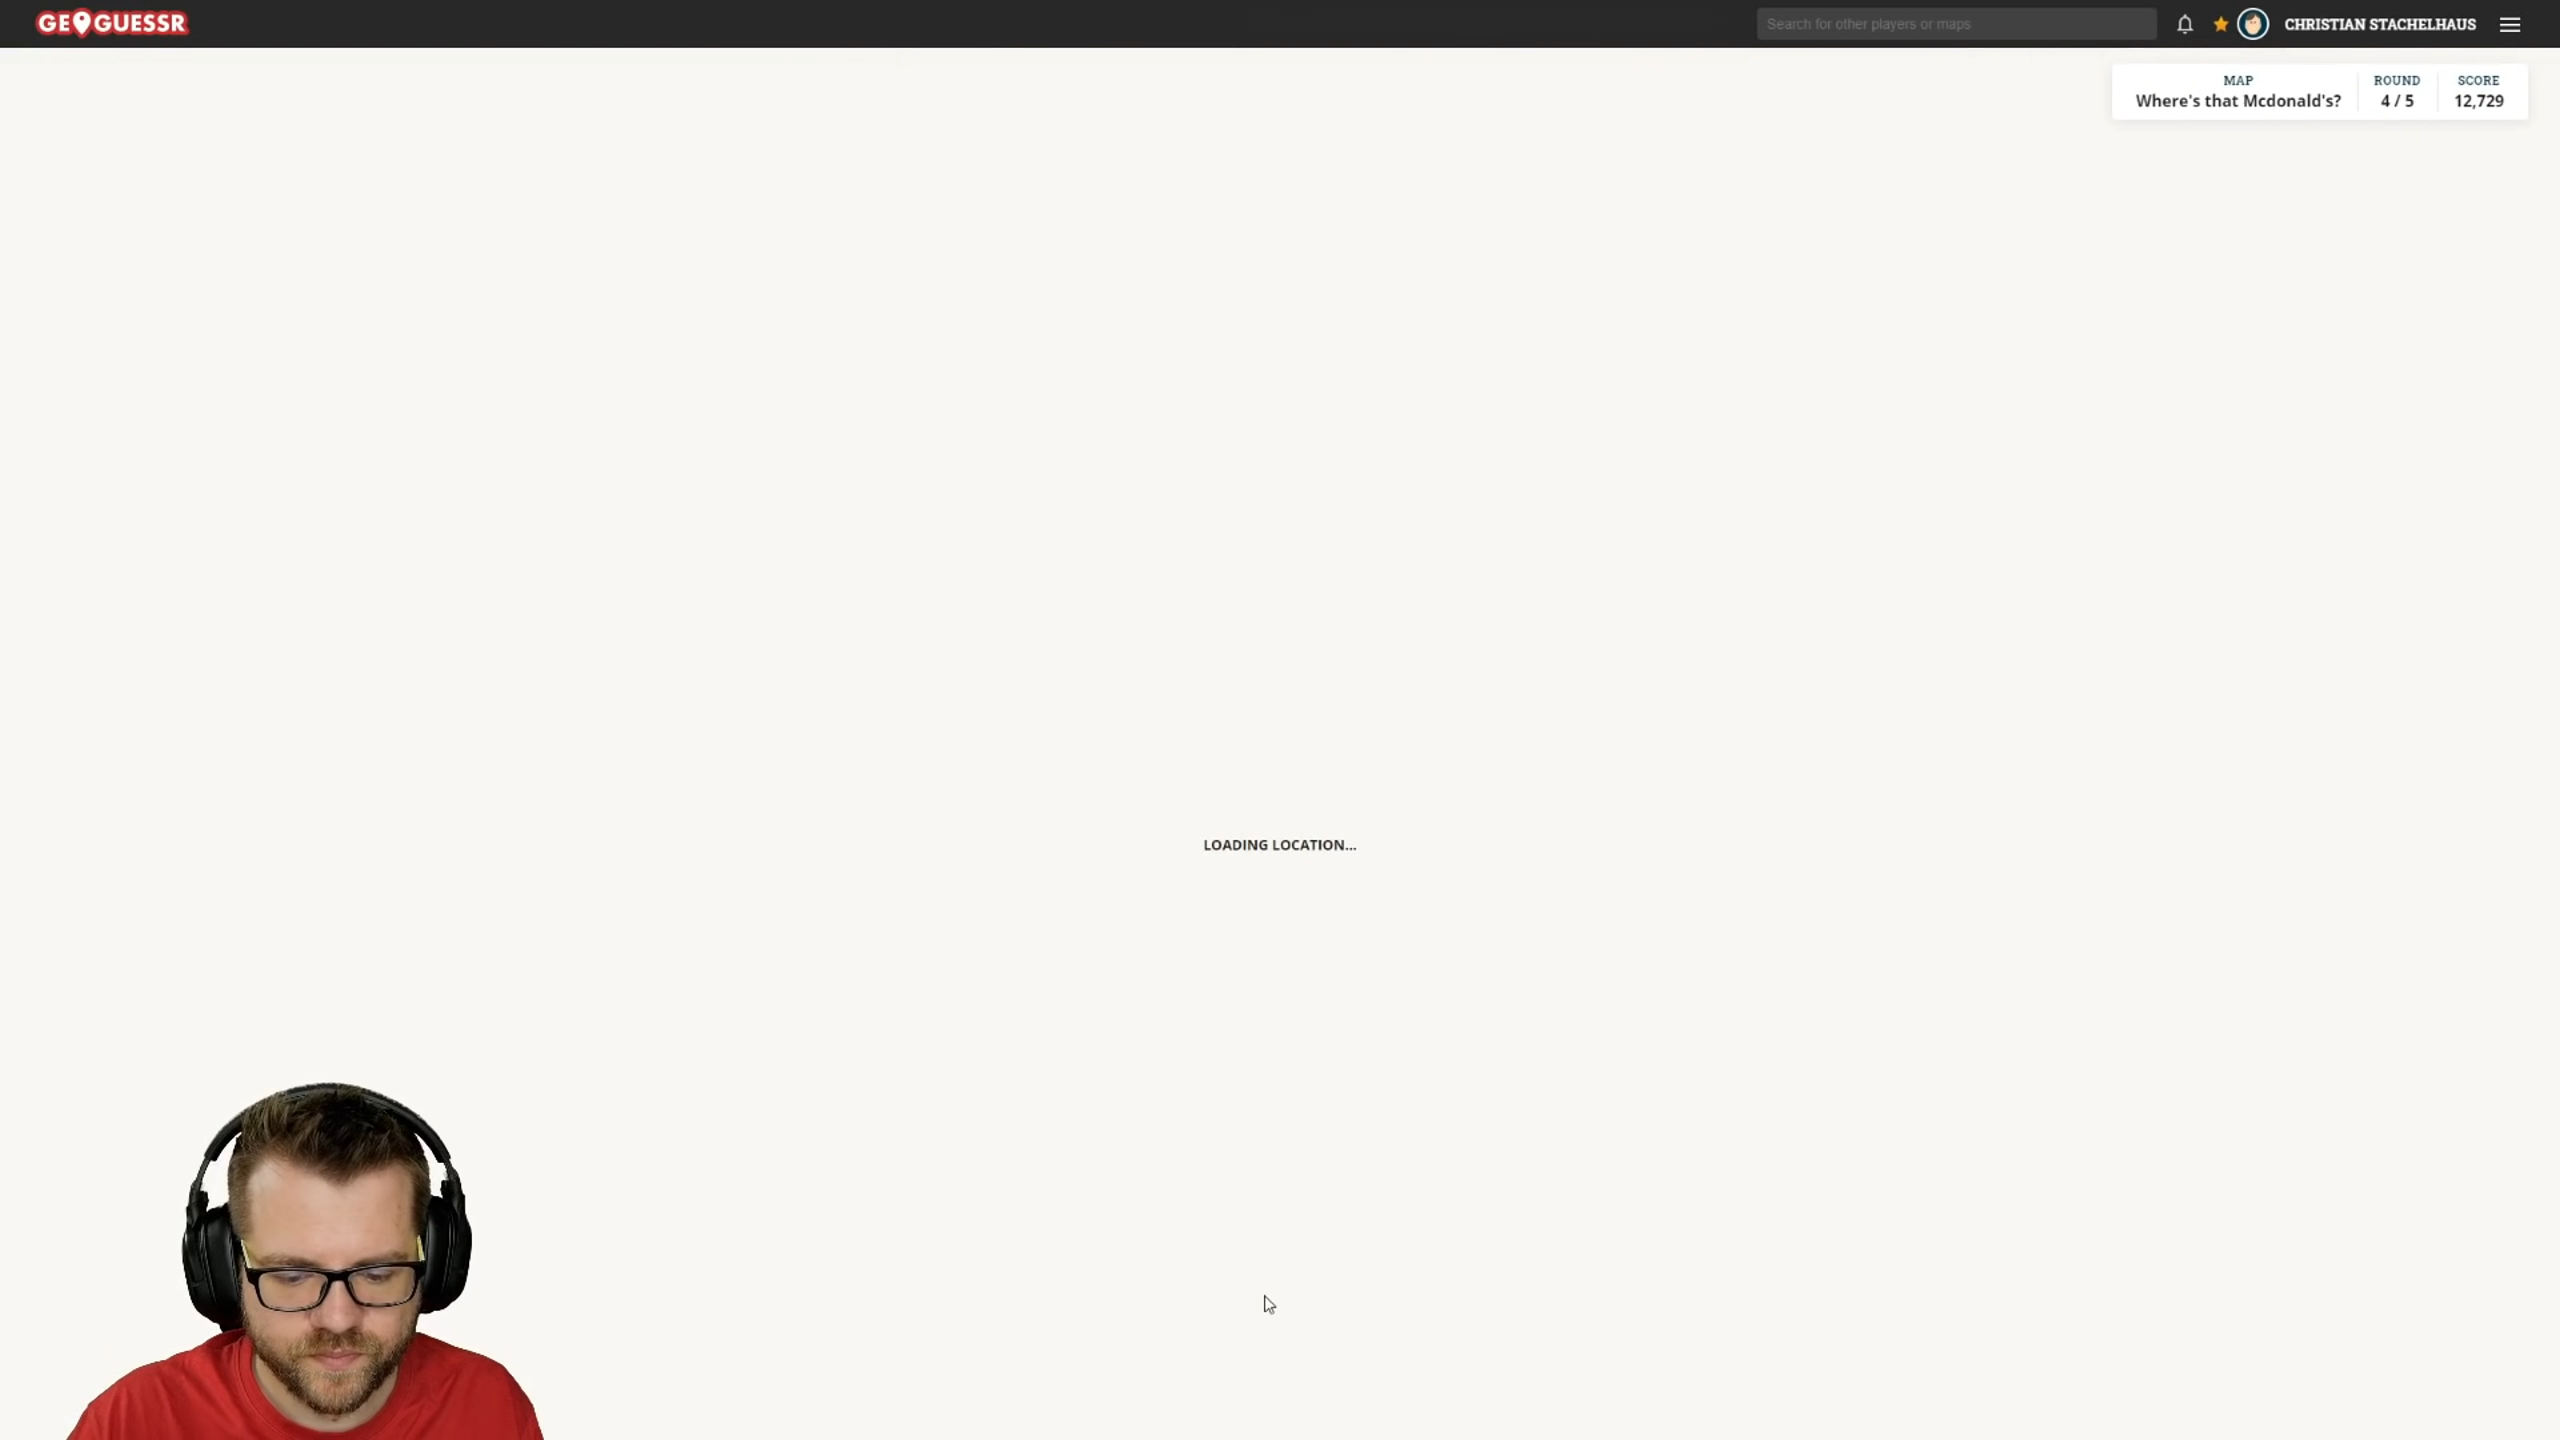 GEOGUESSR
Search for other players or maps
CHRISTIAN STACHELHAUS
MAP
Where's that Mcdonald's?
ROUND
4 / 5
SCORE
12,729
LOADING LOCATION...